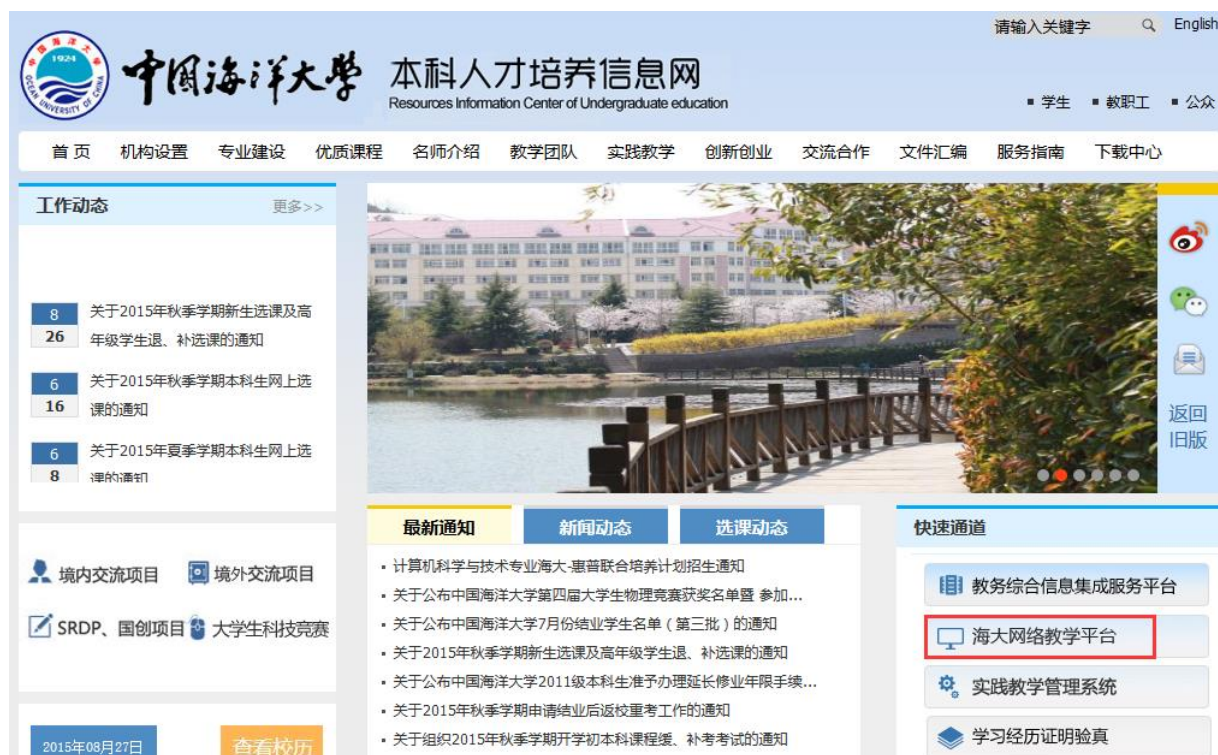 请输入关键字 English
中国海洋大学 本科人才培养信息网
Resources Information Center of Undergraduate education
1924
OCEAN UNIVERSITY OF CHINA
学生 教职工 公众
首页 机构设置 专业建设 优质课程 名师介绍 教学团队 实践教学 创新创业 交流合作 文件汇编 服务指南 下载中心
工作动态 更多>>
8
26
关于2015年秋季学期新生选课及高
年级学生退、补选课的通知
6
16
关于2015年秋季学期本科生网上选
课的通知
6
8
关于2015年夏季学期本科生网上选
课的通知
返回
旧版
境内交流项目 境外交流项目
SRDP、国创项目 大学生科技竞赛
2015年08月27日 查看校历
最新通知 新闻动态 选课动态
计算机科学与技术专业海大-惠普联合培养计划招生通知
关于公布中国海洋大学第四届大学生物理竞赛获奖名单暨 参加...
关于公布中国海洋大学7月份结业学生名单（第三批）的通知
关于2015年秋季学期新生选课及高年级学生退、补选课的通知
关于公布中国海洋大学2011级本科生准予办理延长修业年限手续...
关于2015年秋季学期申请结业后返校重考工作的通知
关于组织2015年秋季学期开学初本科课程缓、补考考试的通知
快速通道
教务综合信息集成服务平台
海大网络教学平台
实践教学管理系统
学习经历证明验真